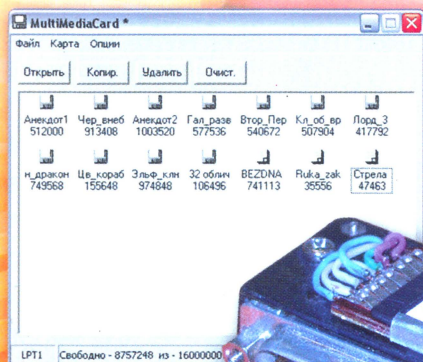 MultiMediaCard *
Файл Карта Опции
Открыть Копир. Удалить Очист.
Анекдот1 Чер_внеб Анекдот2 Гал_разв Втор_Пер Кл_об_вр Лорд_3
512000 913408 1003520 577536 540672 507904 417792
н_дракон Цв_кораб Эльф_клн 32 облич BEZDNA Ruka_zak Стрела
749568 155648 974848 106496 741113 35556 47463
LPT1 Свободно - 8757248 из - 16000000